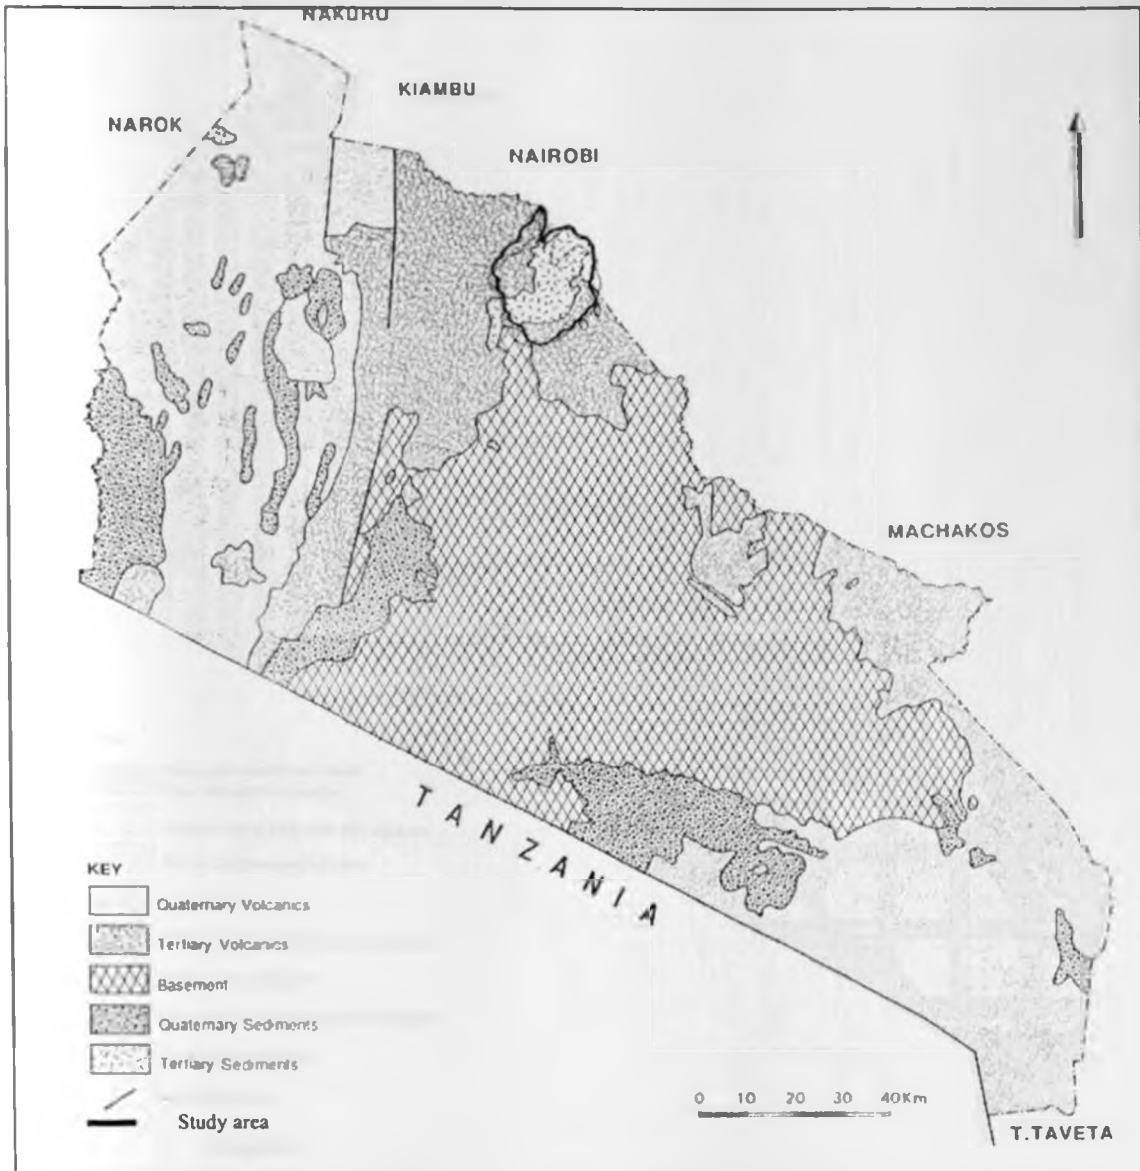 NAKURU
KIAMBU
NAROK
NAIROBI
MACHAKOS
TANZANIA
KEY
Quaternary Volcanics
Tertiary Volcanics
Basemont
Quaternary Sediments
Tertiary Sediments
Study area
0 10 20 30 40Km
T.TAVETA